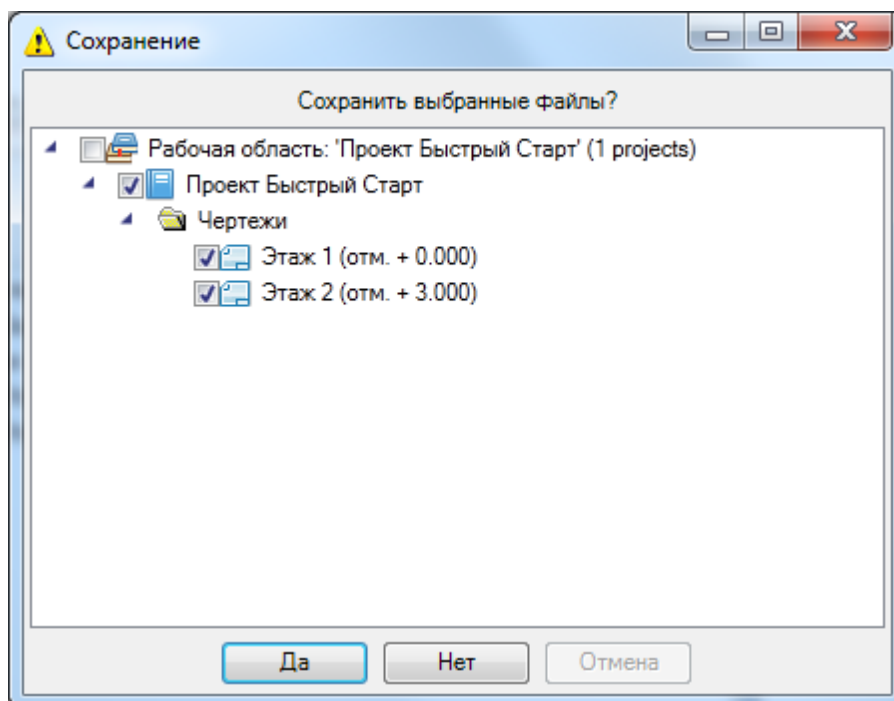 Сохранение
Сохранить выбранные файлы?
Рабочая область: 'Проект Быстрый Старт' (1 projects)
Проект Быстрый Старт
Чертежи
Этаж 1 (отм. + 0.000)
Этаж 2 (отм. + 3.000)
Да Нет Отмена